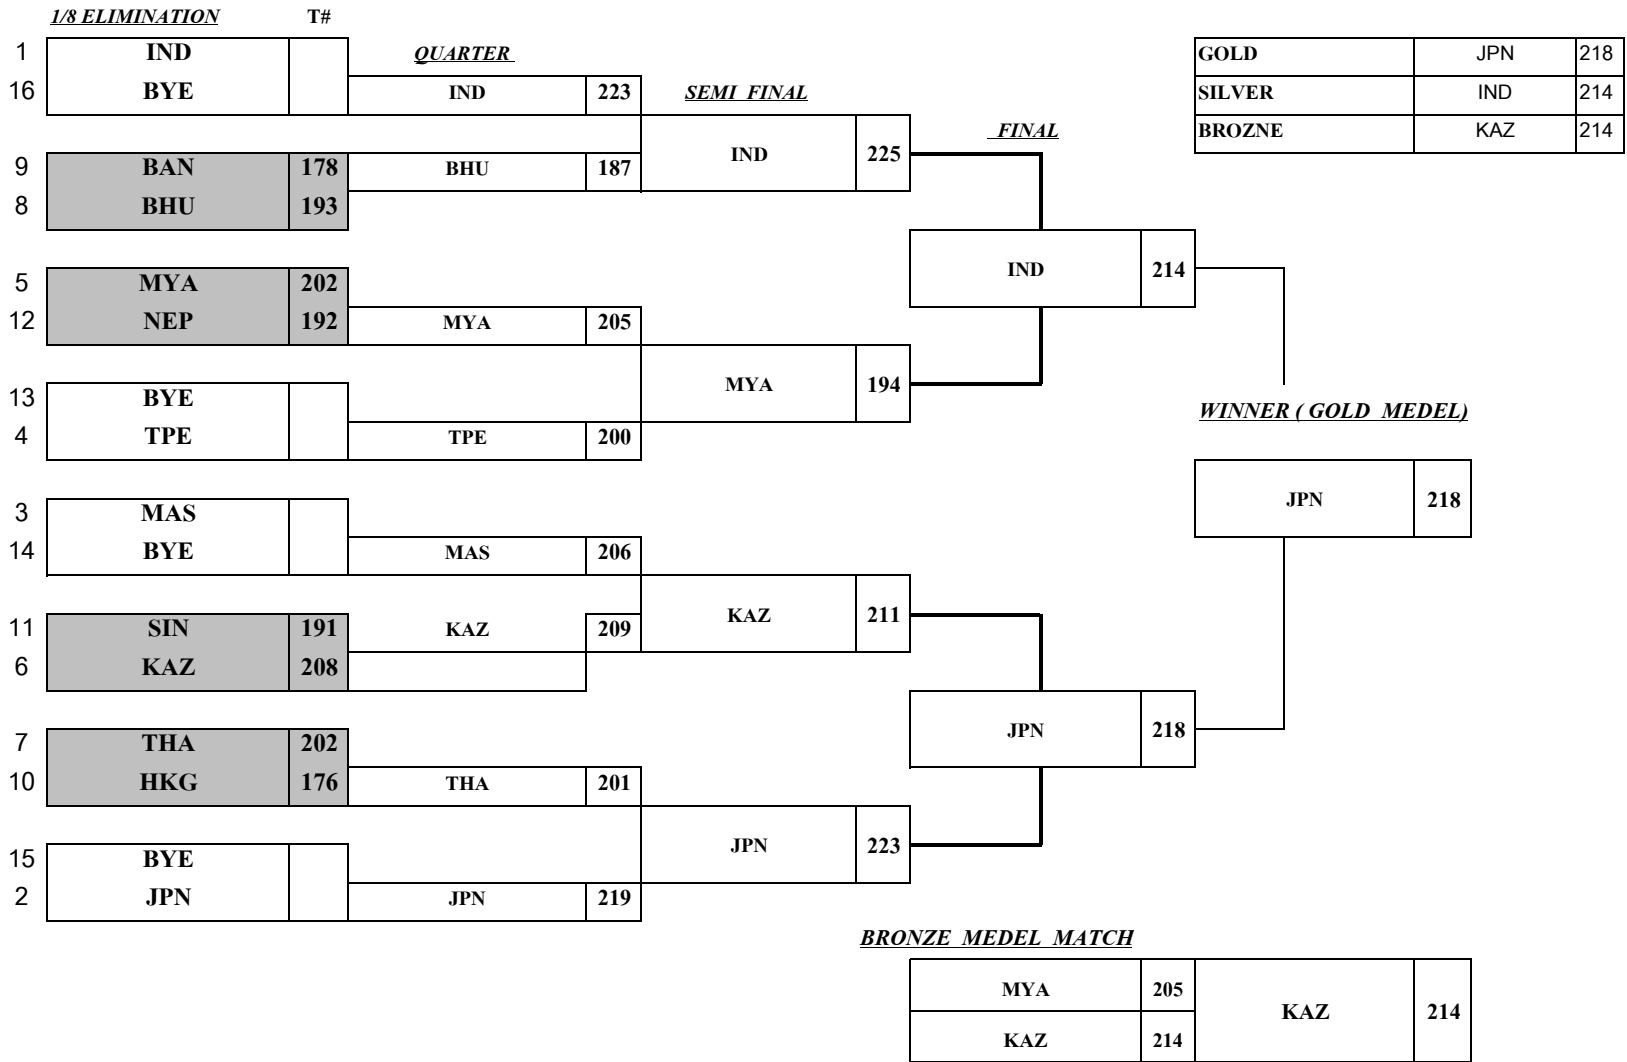 1/8 ELIMINATION T#
1 IND QUARTER GOLD JPN 218
16 BYE IND 223 SEMI FINAL SILVER IND 214
FINAL BROZNE KAZ 214
IND 225
9 BAN 178 BHU 187
8 BHU 193
IND 214
5 MYA 202
12 NEP 192 MYA 205
MYA 194
13 BYE WINNER ( GOLD MEDEL)
4 TPE TPE 200
JPN 218
3 MAS
14 BYE MAS 206
KAZ 211
11 SIN 191 KAZ 209
6 KAZ 208
JPN 218
7 THA 202
10 HKG 176 THA 201
JPN 223
15 BYE
2 JPN JPN 219
BRONZE MEDEL MATCH
MYA 205
KAZ 214
KAZ 214